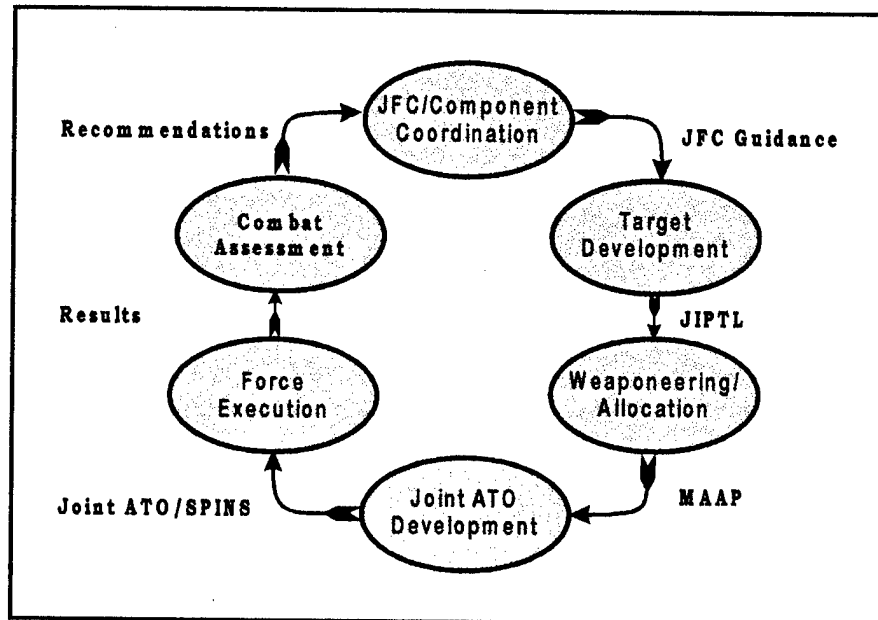 JFC/Component
Coordination
Recommendations
JFC Guidance
Combat
Assessment
Target
Development
Results
JIPTL
Force
Execution
Weaponeering/
Allocation
Joint ATO/SPINS
Joint ATO
Development
MAAP